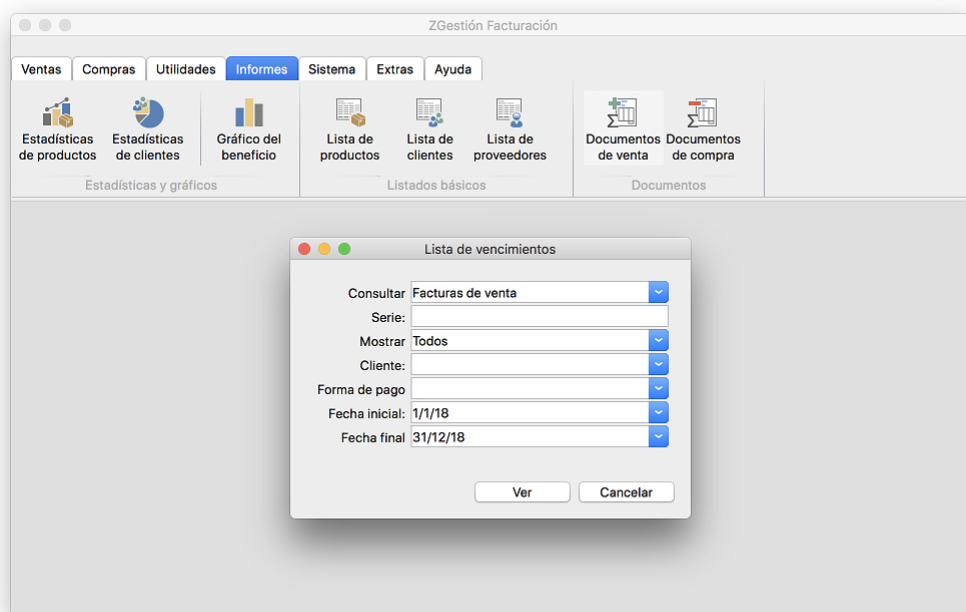 ZGestión Facturación
Ventas Compras Utilidades Informes Sistema Extras Ayuda
Estadísticas de productos
Estadísticas de clientes
Gráfico del beneficio
Lista de productos
Lista de clientes
Lista de proveedores
Documentos de venta
Documentos de compra
Estadísticas y gráficos
Listados básicos
Documentos
Lista de vencimientos
Consultar Facturas de venta
Serie:
Mostrar Todos
Cliente:
Forma de pago
Fecha inicial: 1/1/18
Fecha final 31/12/18
Ver Cancelar